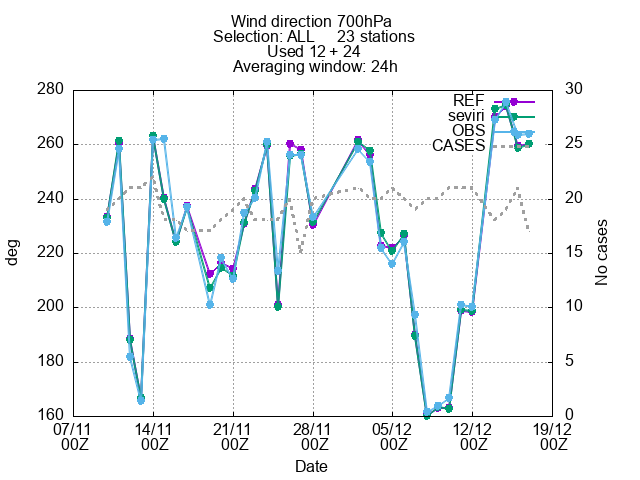 Wind direction 700hPa
Selection: ALL 23 stations
Used 12 + 24
Averaging window: 24h
280 30
REF
seviri
OBS
CASES
260 25
240 20
220 15
200 10
180 5
160 0
deg
No cases
07/11 14/11 21/11 28/11 05/12 12/12 19/12
00Z 00Z 00Z 00Z 00Z 00Z 00Z
Date